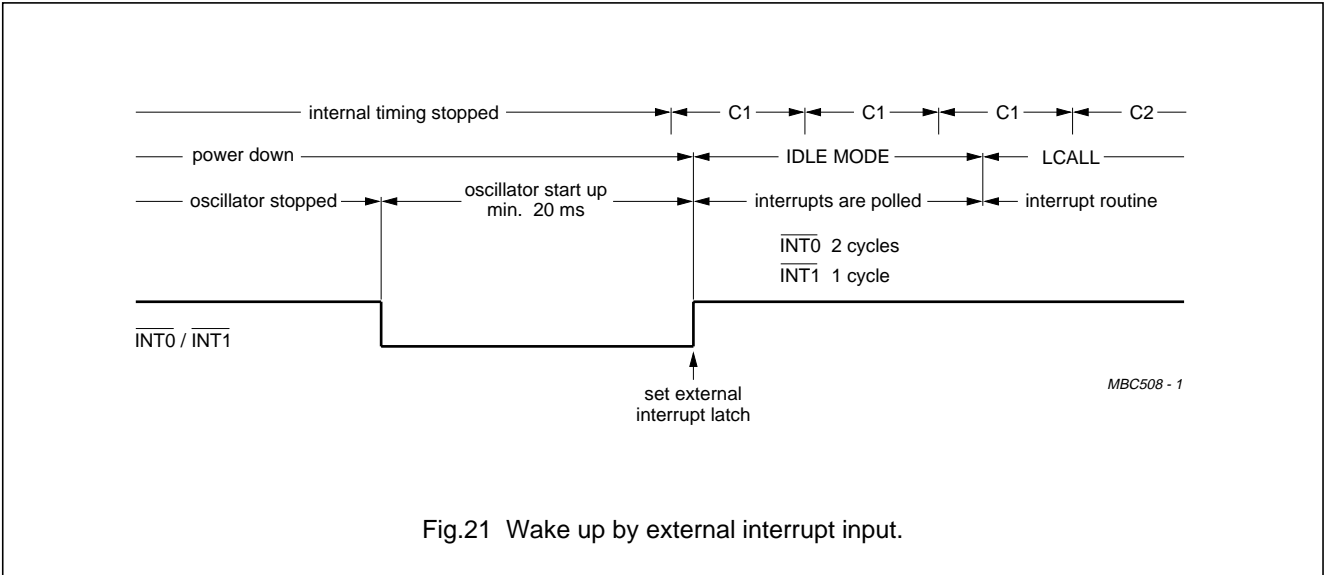 internal timing stopped C1 C1 C1 C2
power down IDLE MODE LCALL
oscillator stopped oscillator start up min. 20 ms interrupts are polled interrupt routine
INT0 2 cycles
INT1 1 cycle
INT0 / INT1
set external
interrupt latch
MBC508 - 1
Fig.21 Wake up by external interrupt input.